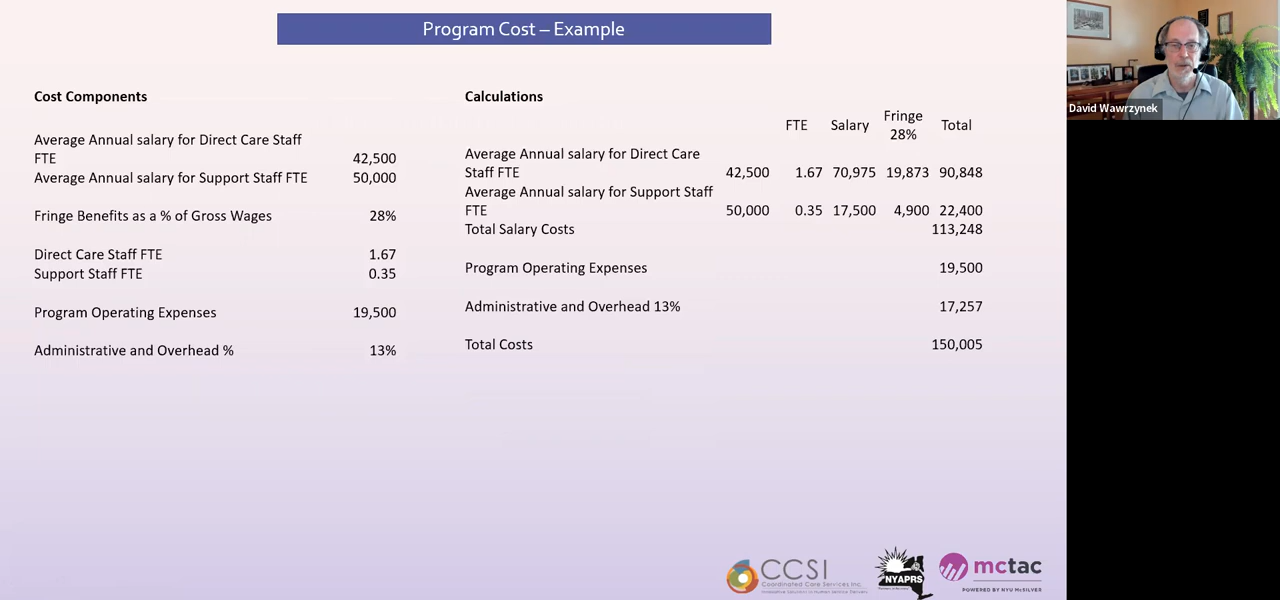 Program Cost – Example
David Wawrzynek
Cost Components
Average Annual salary for Direct Care Staff
FTE 42,500
Average Annual salary for Support Staff FTE 50,000
Fringe Benefits as a % of Gross Wages 28%
Direct Care Staff FTE 1.67
Support Staff FTE 0.35
Program Operating Expenses 19,500
Administrative and Overhead % 13%
Calculations
FTE Salary Fringe 28% Total
Average Annual salary for Direct Care
Staff FTE 42,500 1.67 70,975 19,873 90,848
Average Annual salary for Support Staff
FTE 50,000 0.35 17,500 4,900 22,400
Total Salary Costs 113,248
Program Operating Expenses 19,500
Administrative and Overhead 13% 17,257
Total Costs 150,005
CCSI
Coordinated Care Services Inc.
NYAPRS
mctac
POWERED BY NYU McSILVER